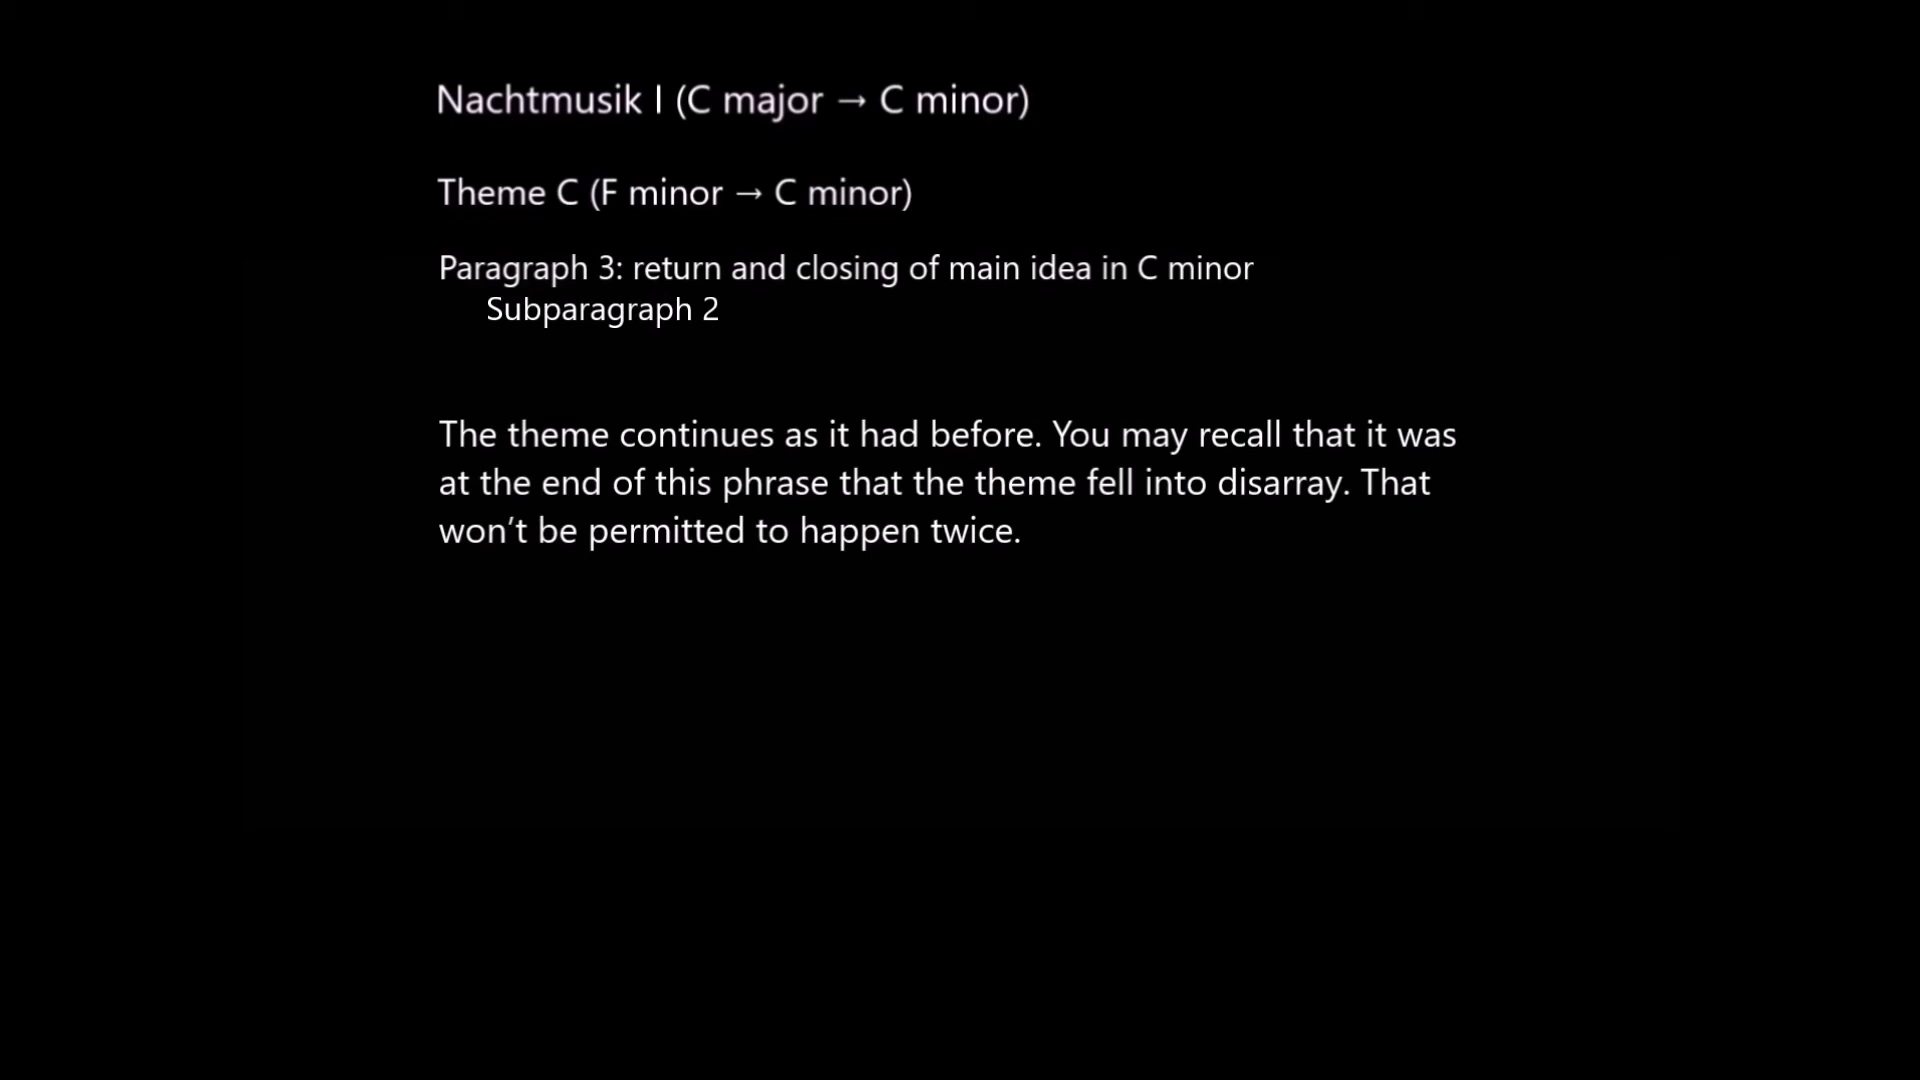 Nachtmusik I (C major → C minor)
Theme C (F minor → C minor)
Paragraph 3: return and closing of main idea in C minor
Subparagraph 2
The theme continues as it had before. You may recall that it was
at the end of this phrase that the theme fell into disarray. That
won’t be permitted to happen twice.